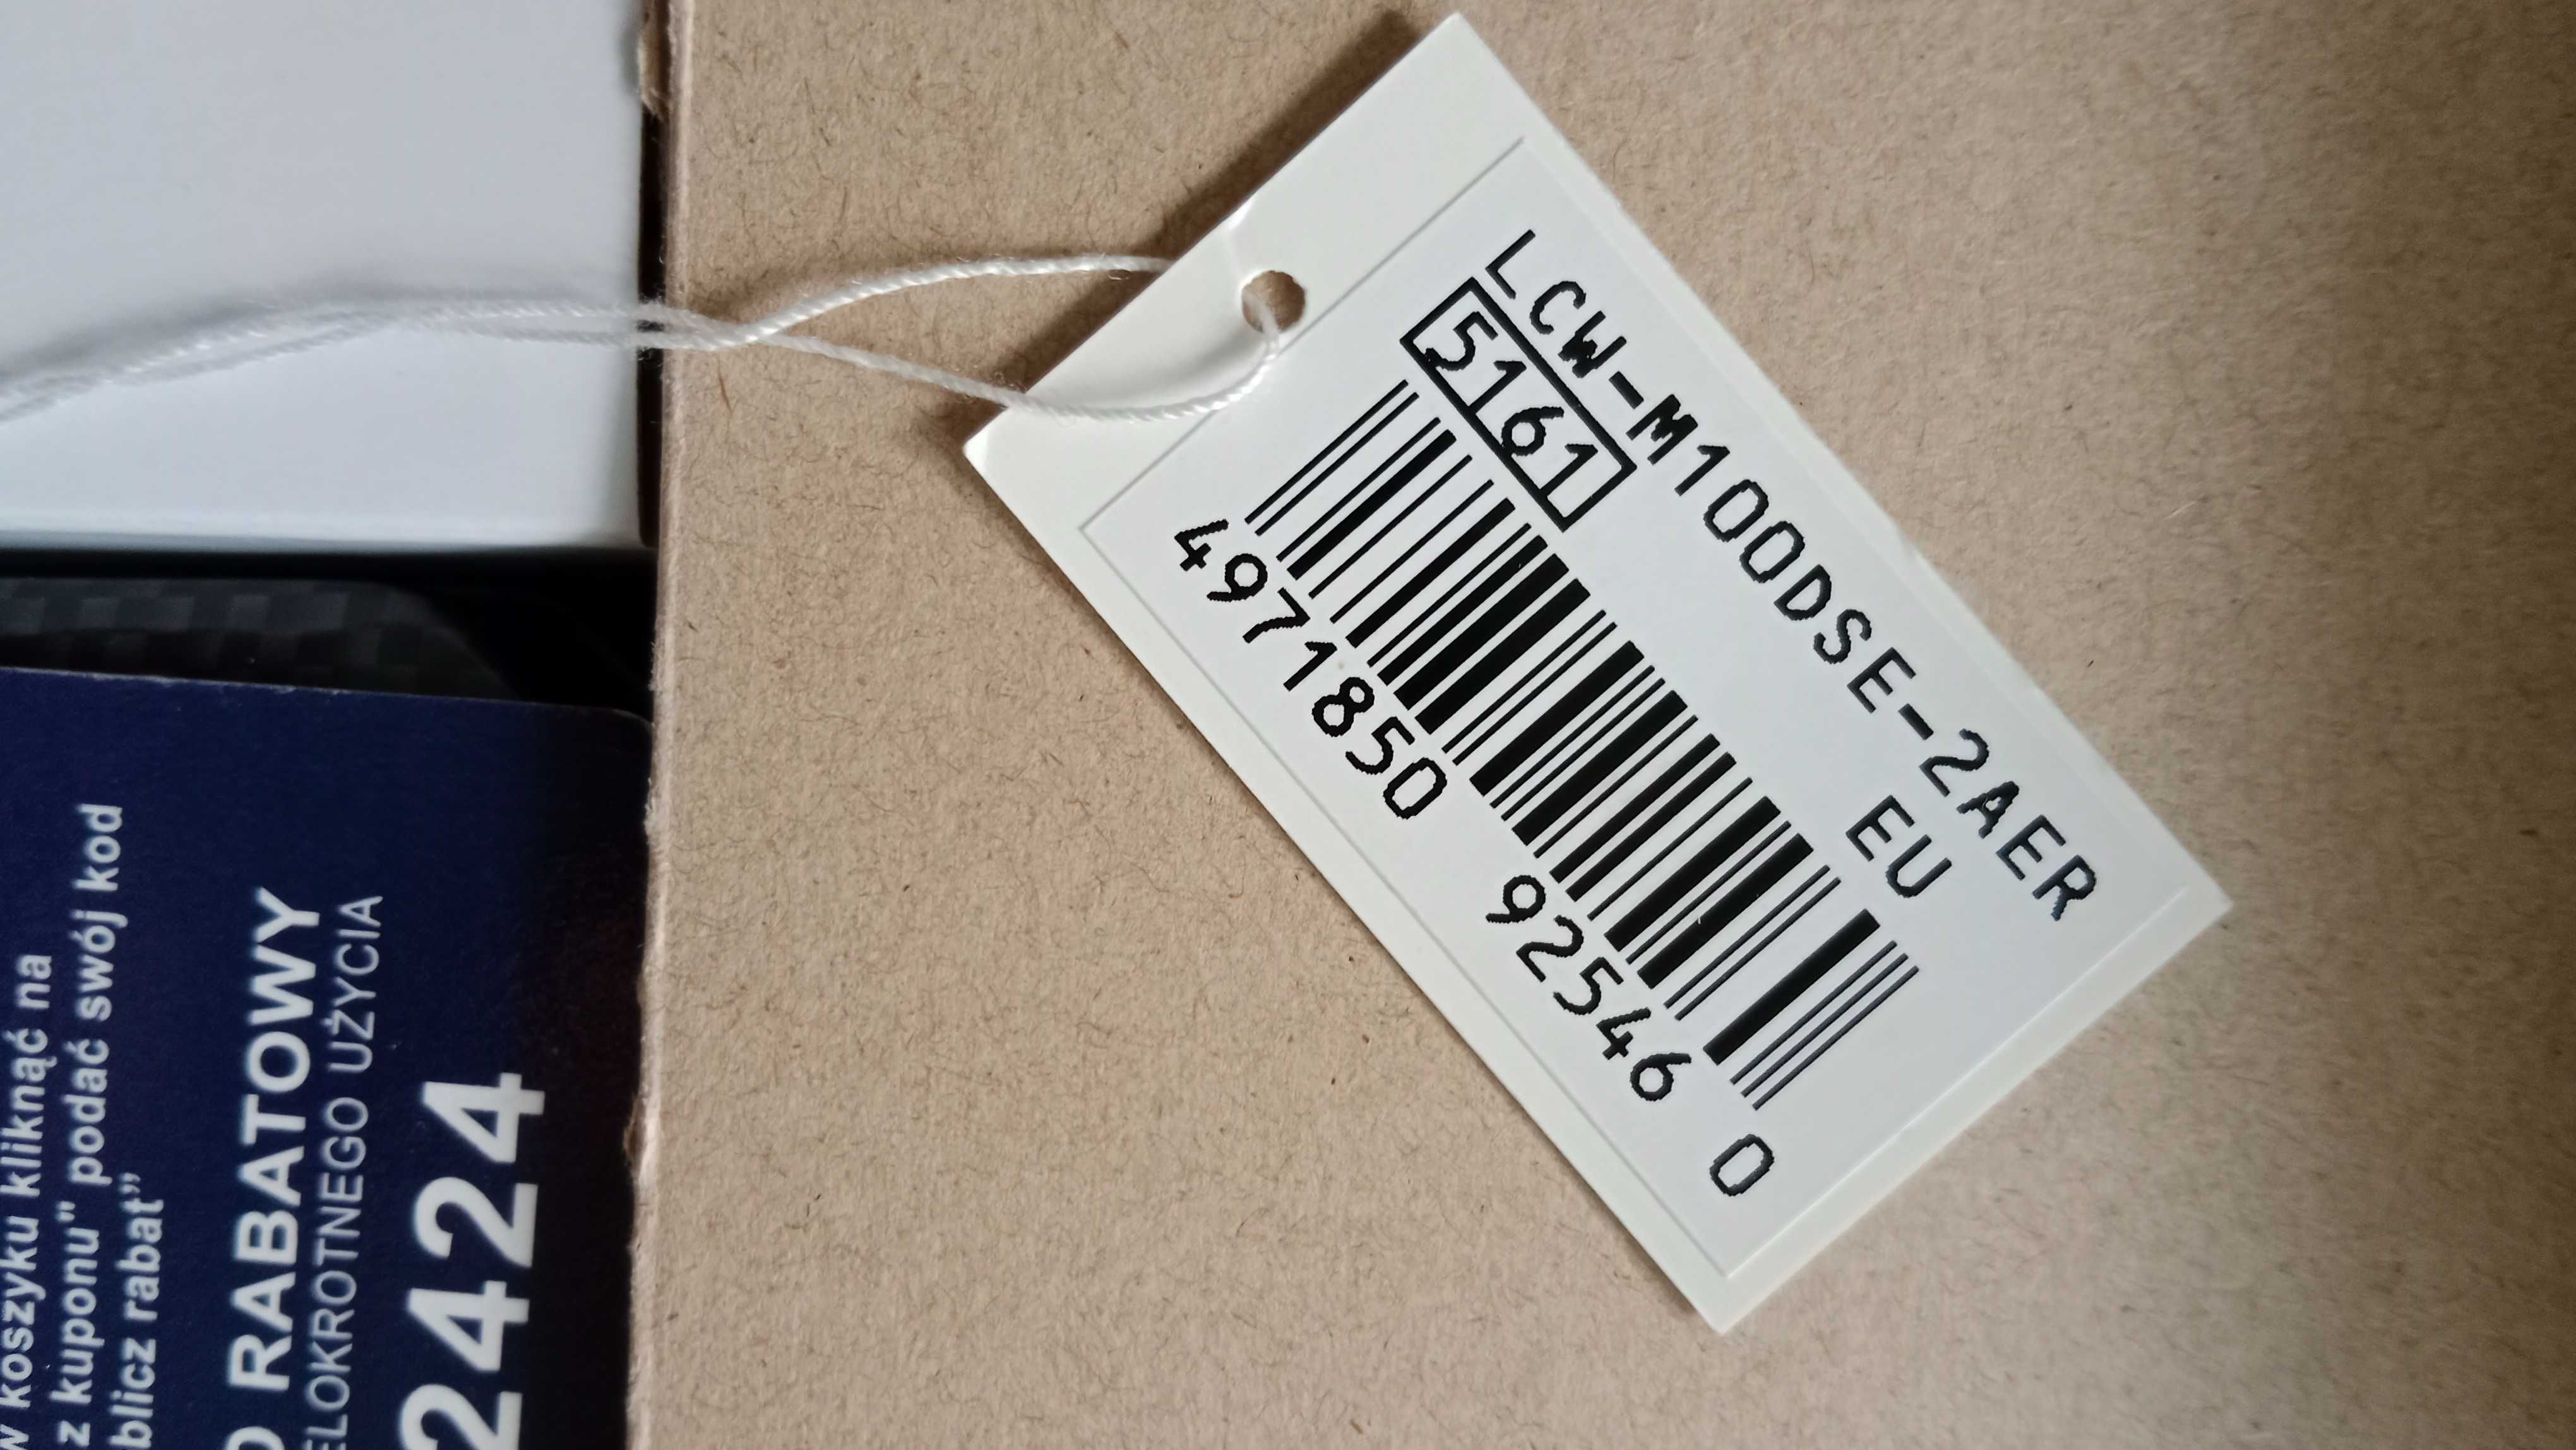 LCW-M100DSE-2AER
5161
EU
4971850 92546 0
koszyku kliknąć na
z kuponu" podać swój kod
blicz rabat”
RABATOWY
ELOKROTNEGO UŻYCIA
2424